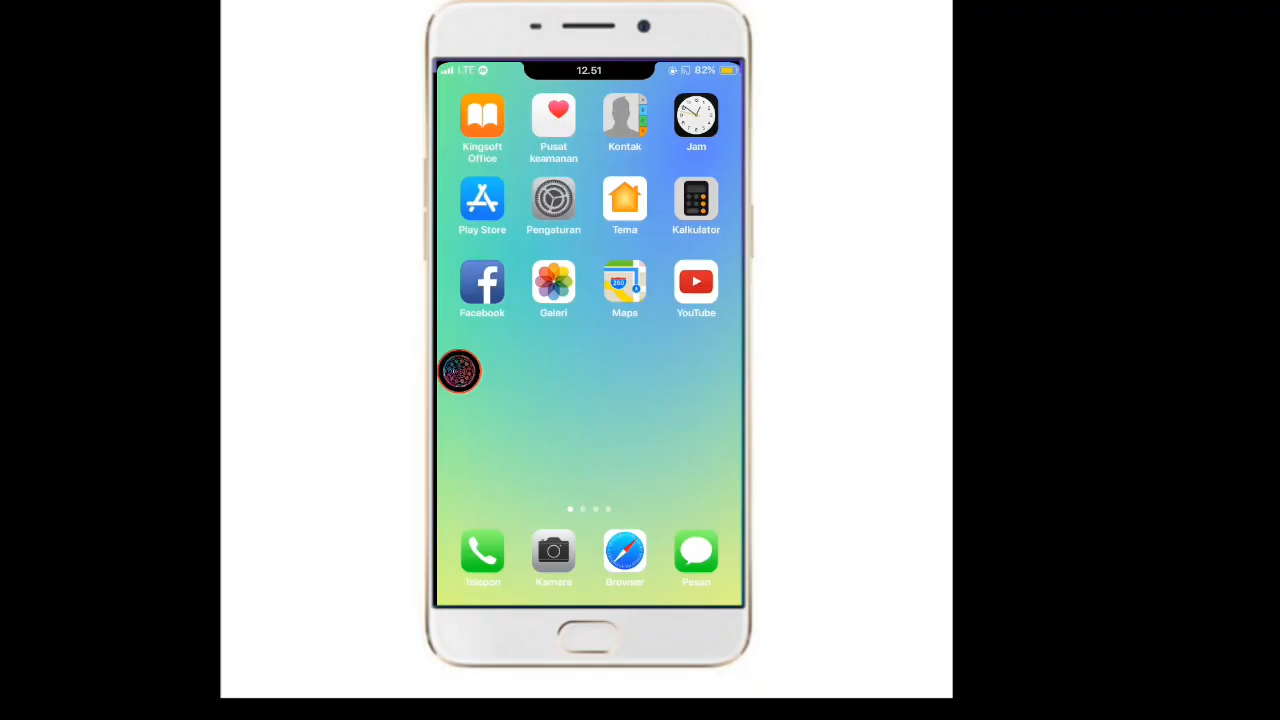 LTE 12.51 82%
Kingsoft Office
Pusat keamanan
Kontak
Jam
Play Store
Pengaturan
Tema
Kalkulator
Facebook
Galeri
280
Maps
YouTube
Telepon
Kamera
Browser
Pesan